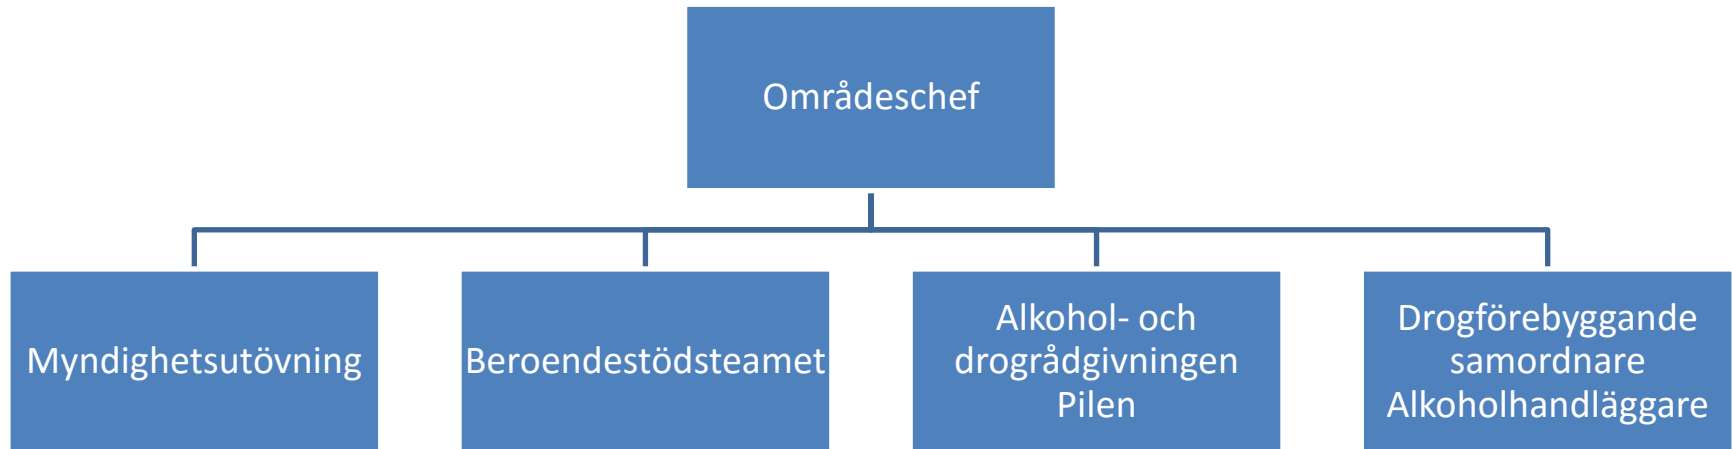 Områdeschef
Myndighetsutövning
Beroendestödsteamet
Alkohol- och
drogrådgivningen
Pilen
Drogförebyggande
samordnare
Alkoholhandläggare